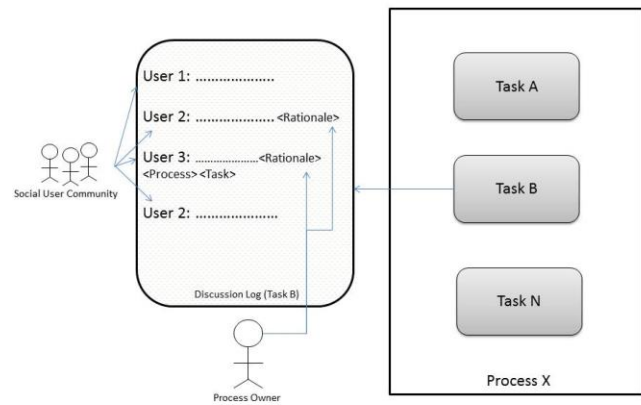 User 1: ......................
User 2: ...................... <Rationale>
User 3: ......................<Rationale>
<Process> <Task>
User 2: ......................
Discussion Log (Task B)
Social User Community
Process Owner
Task A
Task B
Task N
Process X